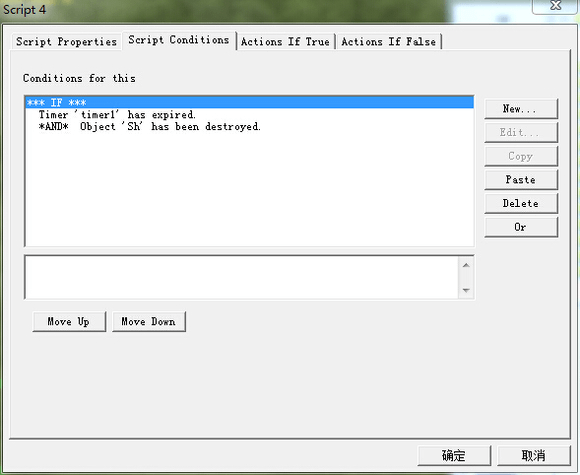 Script 4
Script Properties
Script Conditions
Actions If True
Actions If False
Conditions for this
*** IF ***
Timer 'timer1' has expired.
*AND* Object 'Sh' has been destroyed.
New...
Edit...
Copy
Paste
Delete
Or
Move Up
Move Down
确定
取消